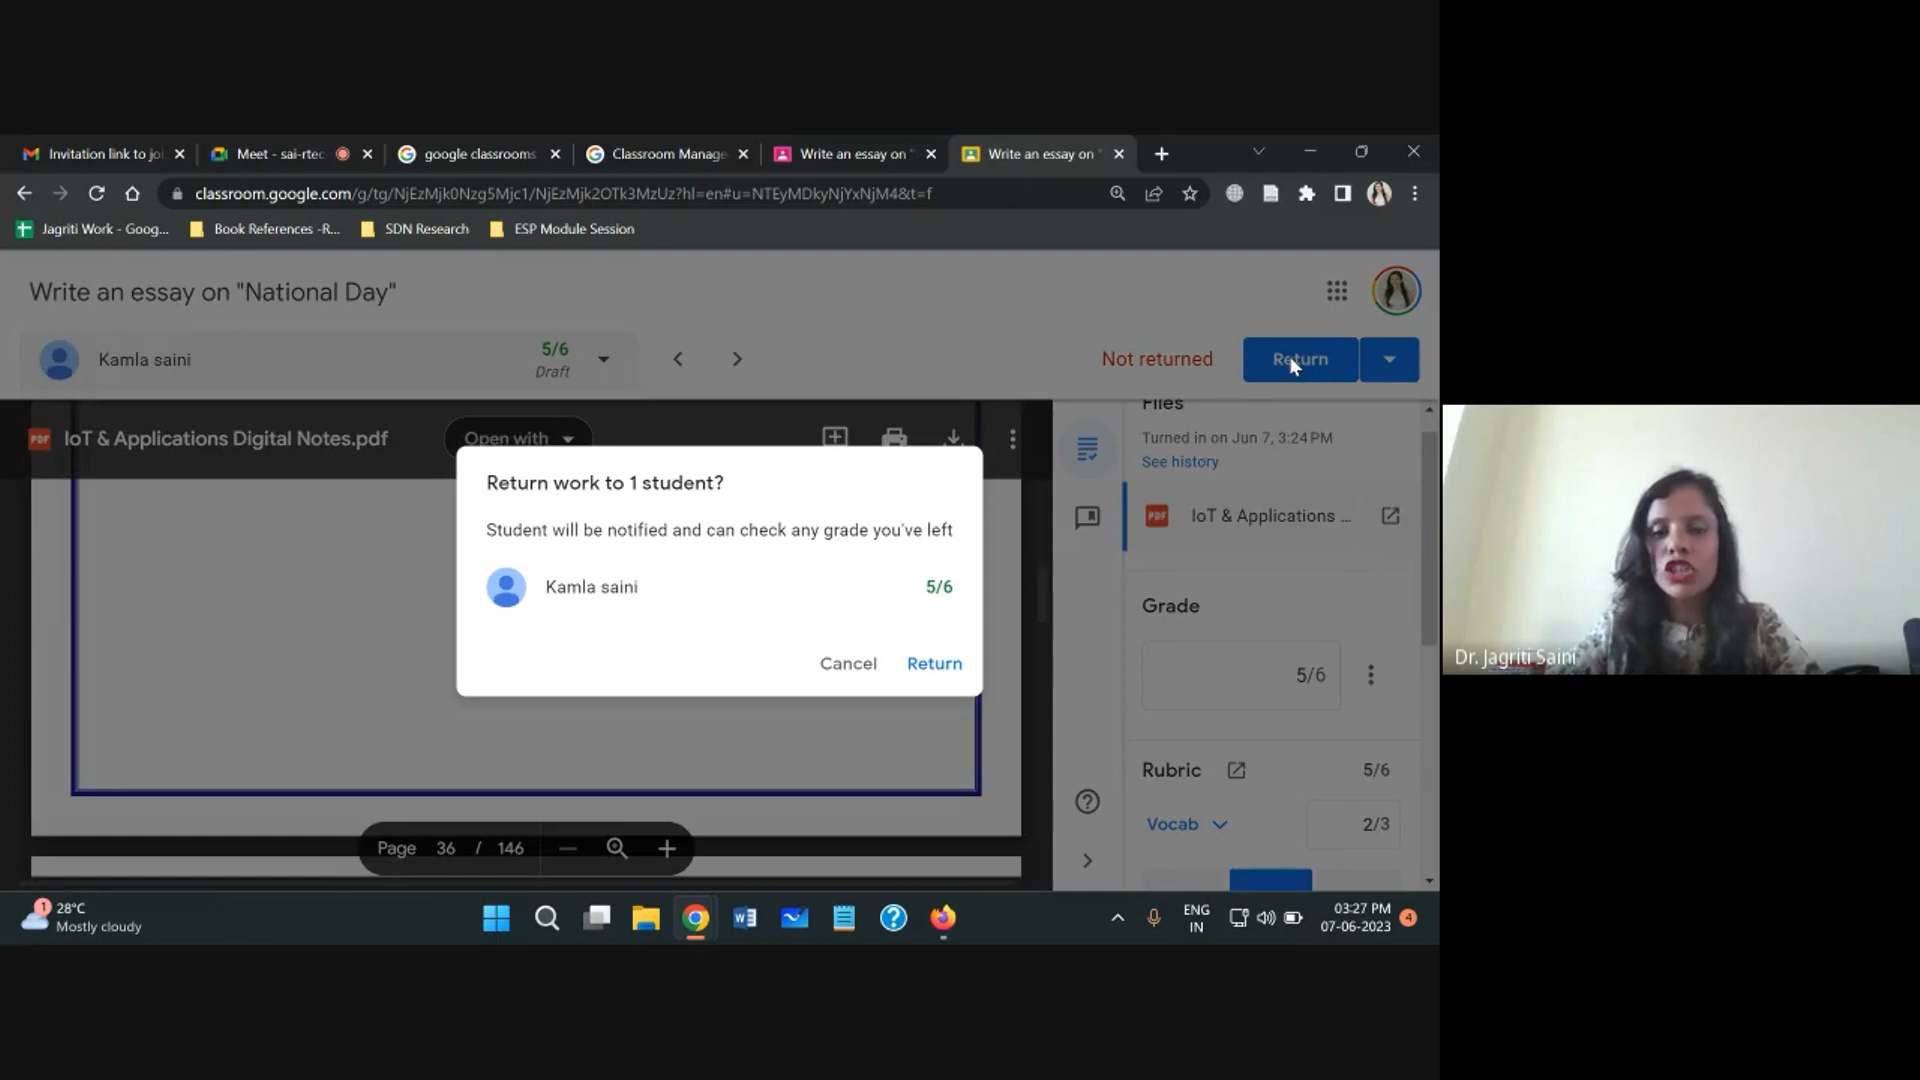 Invitation link to joi
Meet - sai-rtec
google classrooms
Classroom Manage
Write an essay on "
Write an essay on "
classroom.google.com/g/tg/NjEzMjk0Nzg5Mjc1/NjEzMjk2OTk3MzUz?hl=en#u=NTEyMDkyNjYxNjM4&t=f
Jagriti Work - Goog...
Book References -R...
SDN Research
ESP Module Session
Write an essay on "National Day"
Kamla saini
5/6
Draft
Not returned
Return
PDF
IoT & Applications Digital Notes.pdf
Open with
Files
Turned in on Jun 7, 3:24 PM
See history
PDF
IoT & Applications ...
Return work to 1 student?
Student will be notified and can check any grade you've left
Kamla saini
5/6
Cancel
Return
Grade
5/6
Rubric
5/6
Vocab
2/3
Page 36 / 146
Dr. Jagriti Saini
1
28°C
Mostly cloudy
ENG
IN
03:27 PM
07-06-2023
4